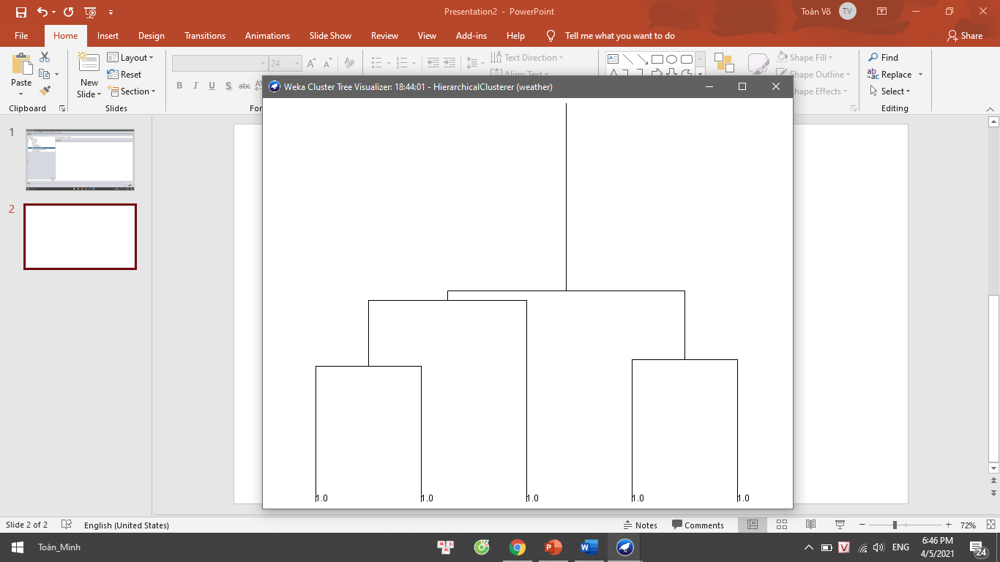 Presentation2 - PowerPoint
Toàn Võ
TV
File Home Insert Design Transitions Animations Slide Show Review View Add-ins Help Tell me what you want to do Share
Paste
New Slide
Layout
Reset
Section
24
B I U S abc AV
Text Direction
Align Text
Shape Fill
Shape Outline
Shape Effects
Find
Replace
Select
Clipboard Slides Editing
Weka Cluster Tree Visualizer: 18:44:01 - HierarchicalClusterer (weather)
1
2
1.0 1.0 1.0 1.0 1.0
Slide 2 of 2 English (United States) Notes Comments 72%
Toàn_Minh
ENG
6:46 PM
4/5/2021
24